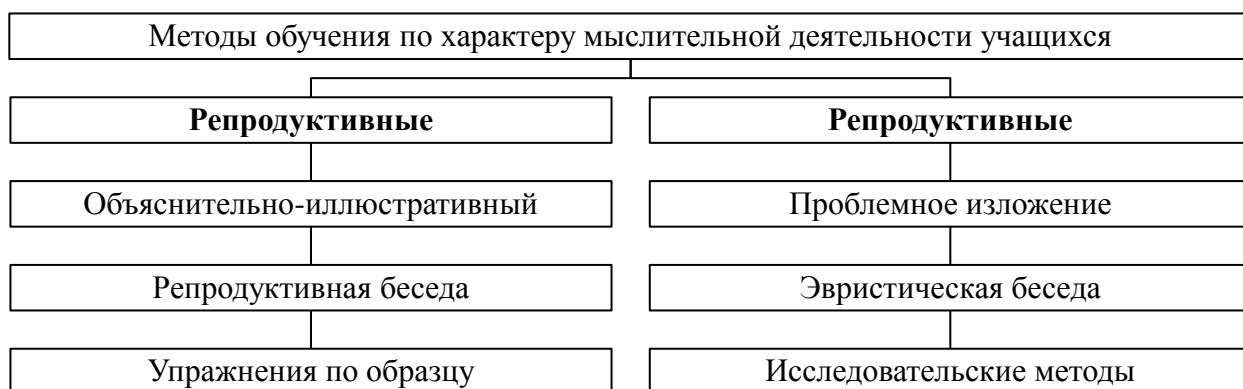 Методы обучения по характеру мыслительной деятельности учащихся
Репродуктивные
Репродуктивные
Объяснительно-иллюстративный
Проблемное изложение
Репродуктивная беседа
Эвристическая беседа
Упражнения по образцу
Исследовательские методы